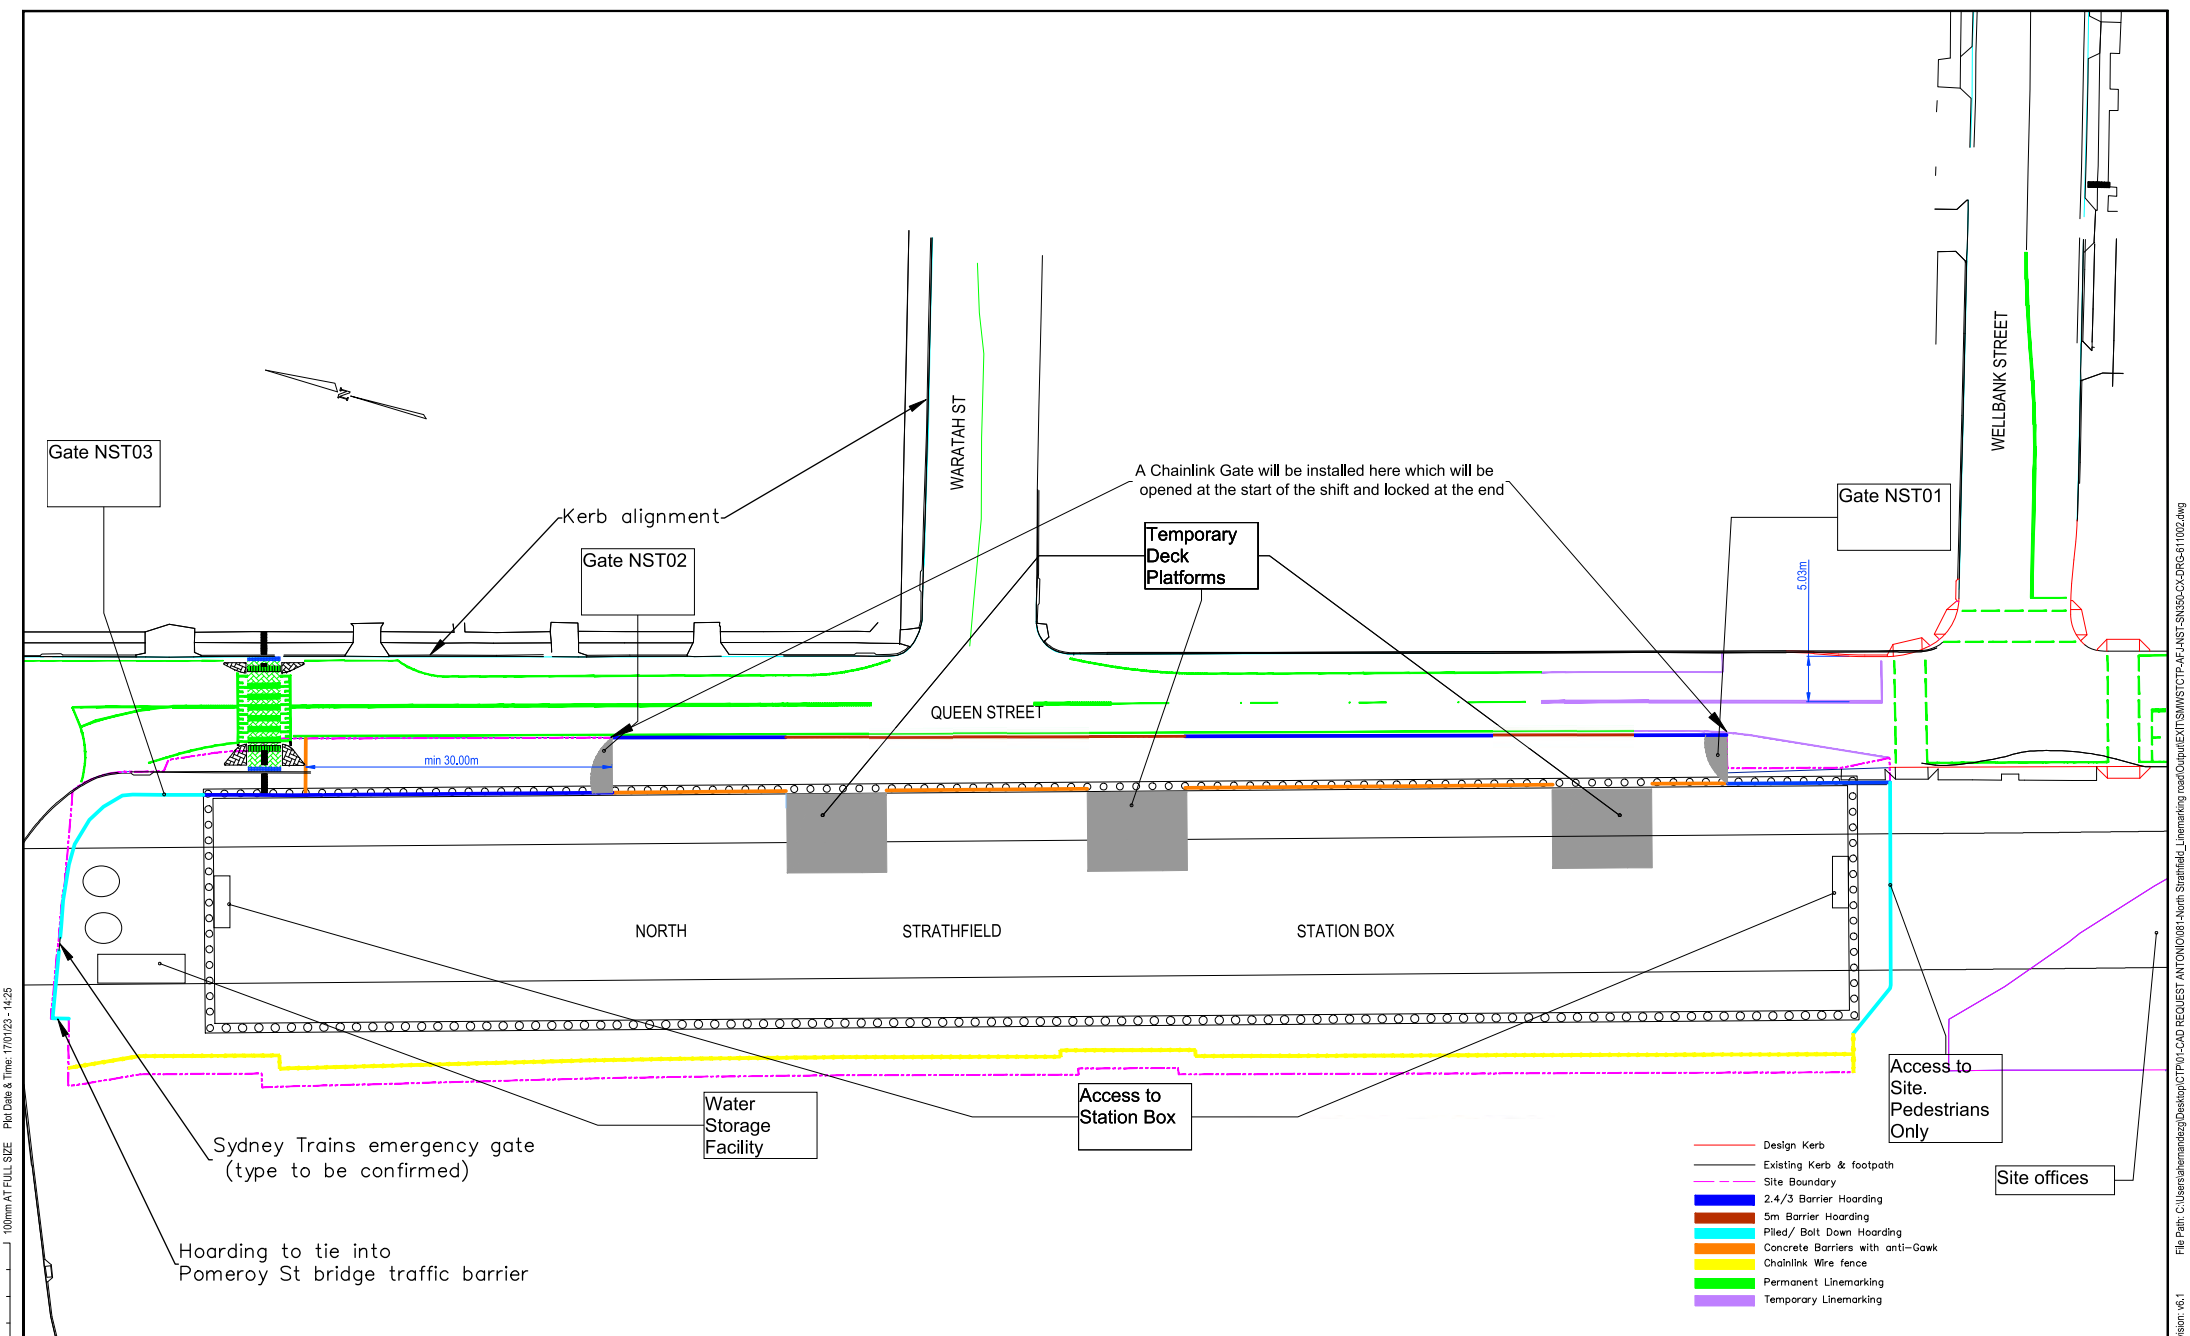 WELLBANK STREET
N
WARATAH ST
Gate NST03
A Chainlink Gate will be installed here which will be
opened at the start of the shift and locked at the end
Gate NST01
Kerb alignment
Gate NST02
Temporary
Deck
Platforms
5.03m
QUEEN STREET
min 30.00m
NORTH STRATHFIELD STATION BOX
Water
Storage
Facility
Access to
Station Box
Access to
Site.
Pedestrians
Only
Site offices
Sydney Trains emergency gate
(type to be confirmed)
Hoarding to tie into
Pomeroy St bridge traffic barrier
Design Kerb
Existing Kerb & footpath
Site Boundary
2.4/3 Barrier Hoarding
5m Barrier Hoarding
Piled/ Bolt Down Hoarding
Concrete Barriers with anti-Gawk
Chainlink Wire fence
Permanent Linemarking
Temporary Linemarking
100mm AT FULL SIZE Plot Date & Time: 17/01/23 - 14:25